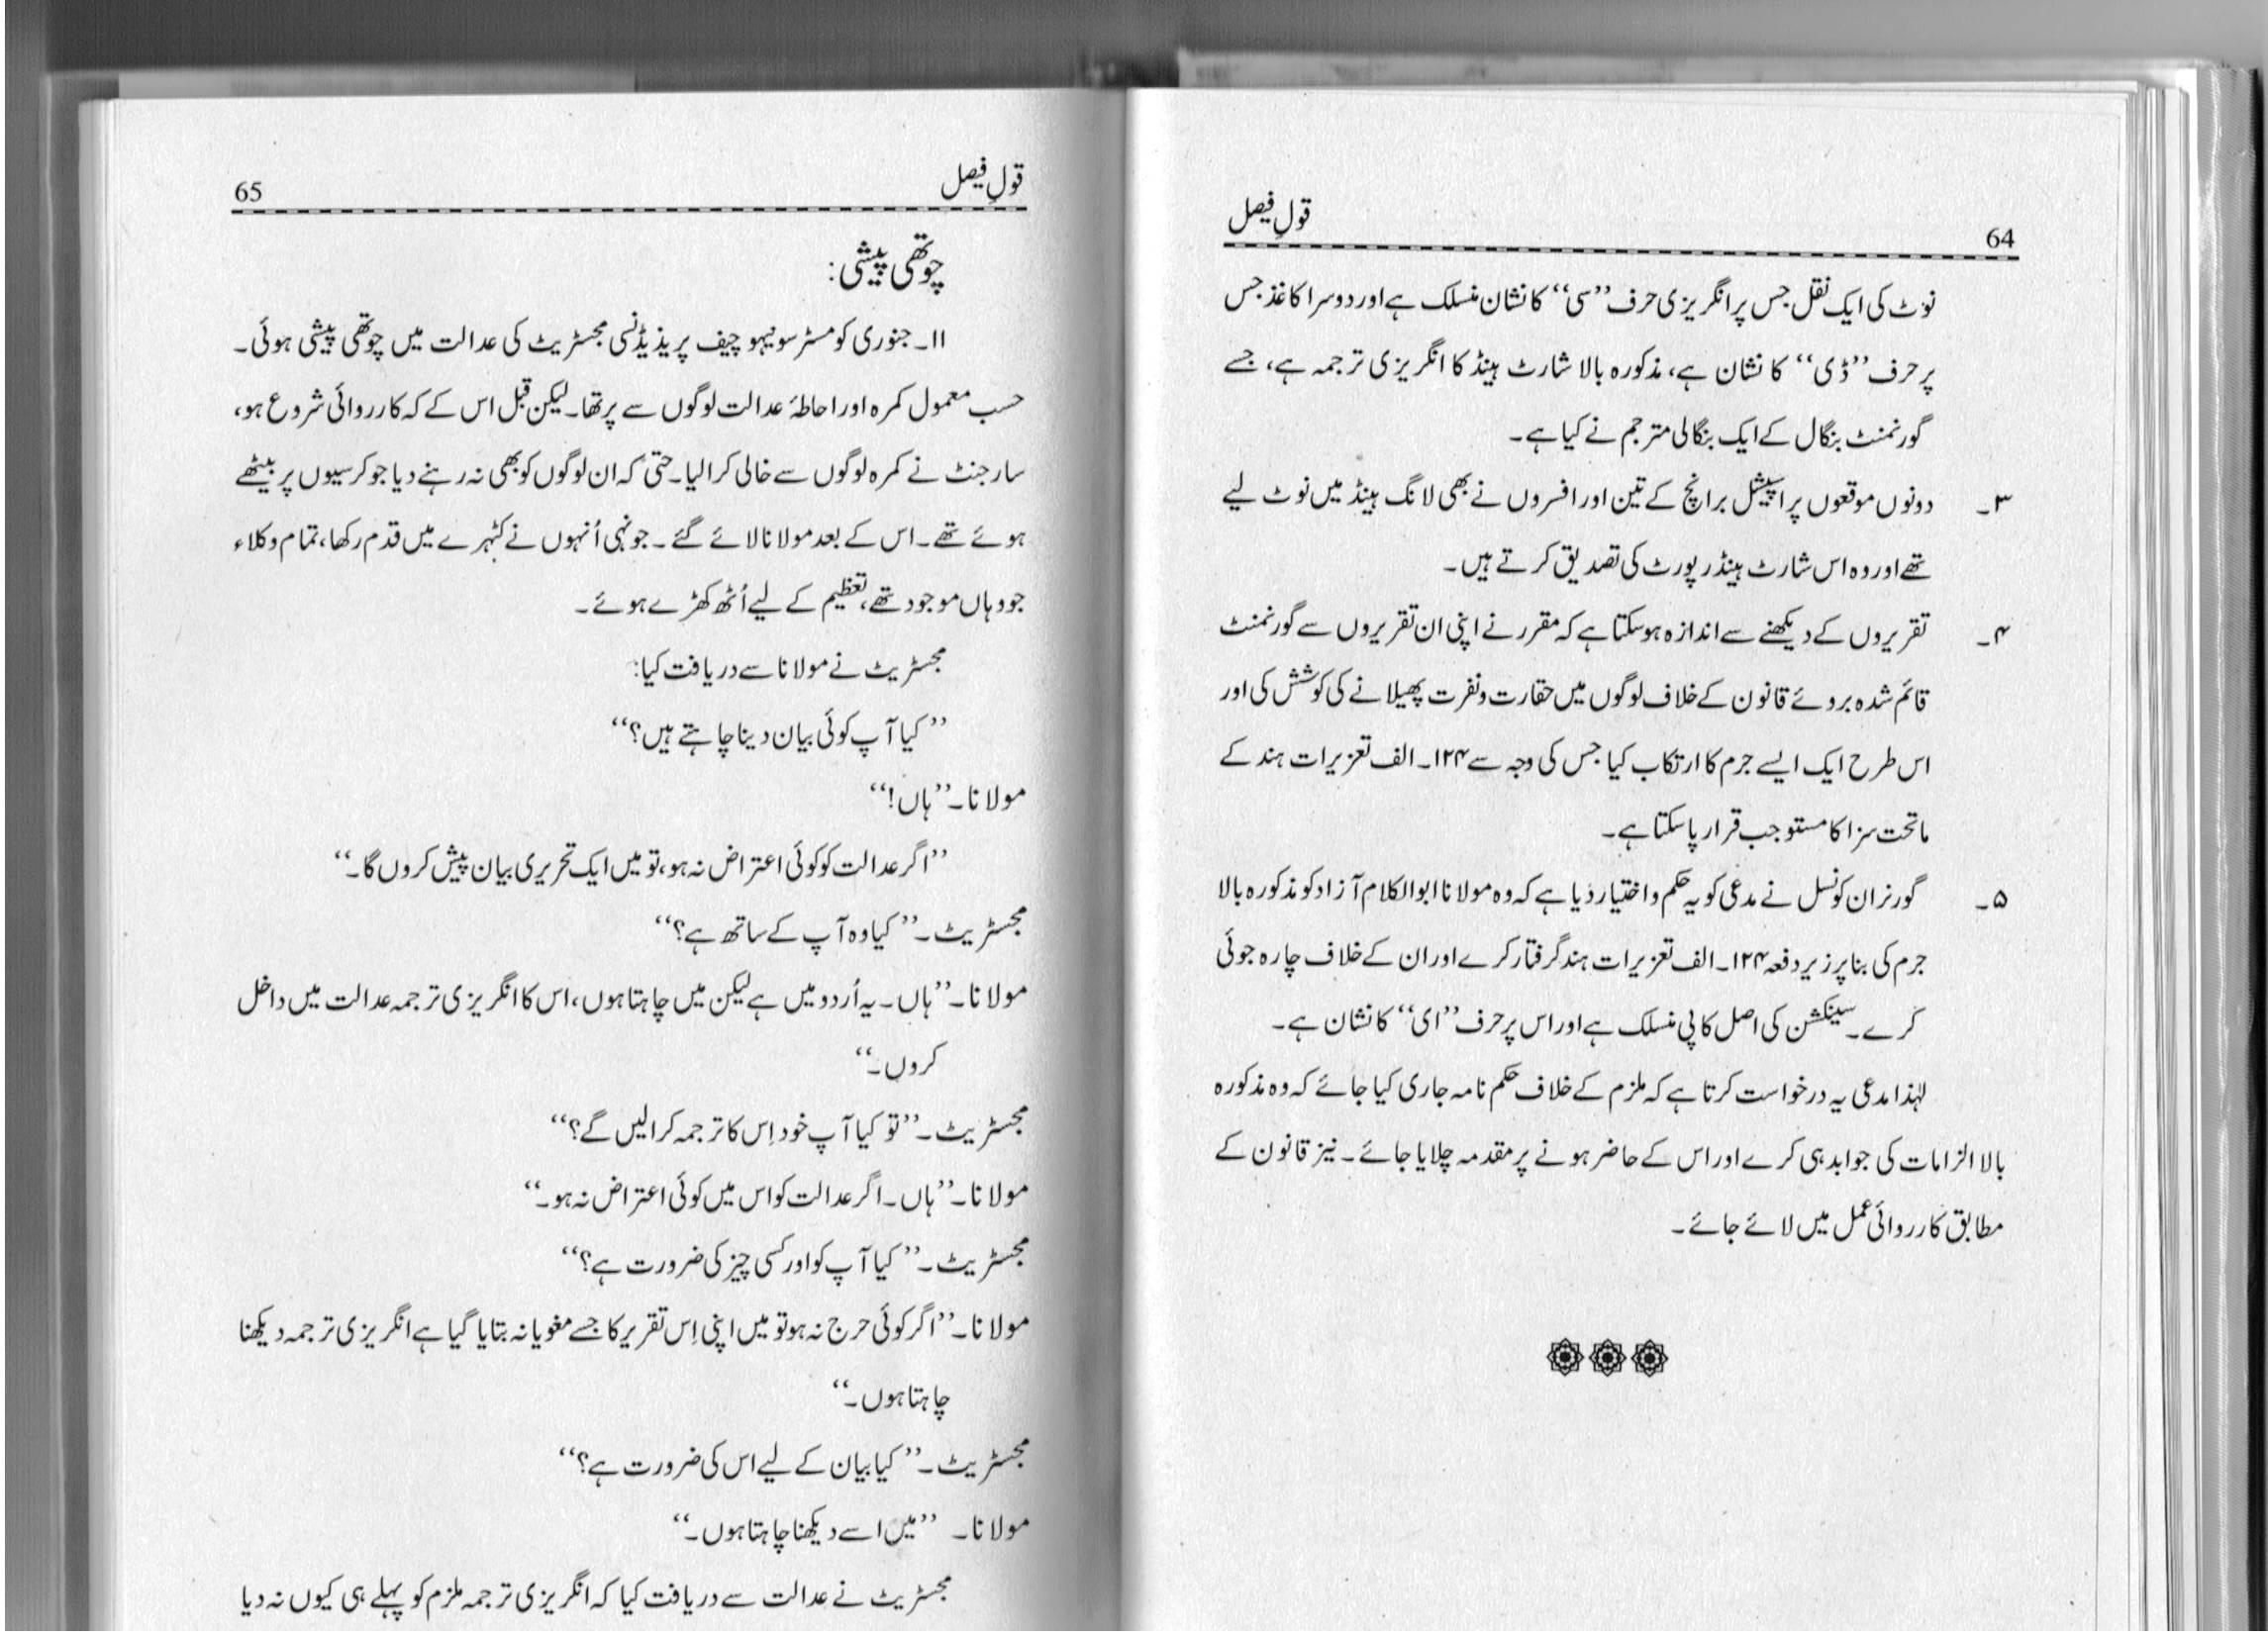 قولِ فیصل
64
نوٹ کی ایک نقل جس پر انگریزی حرف ’’سی‘‘ کا نشان منسلک ہے اور دوسرا کاغذ جس
پر حرف ’’ڈی‘‘ کا نشان ہے، مذکورہ بالا شارٹ ہینڈ کا انگریزی ترجمہ ہے، جسے
گورنمنٹ بنگال کے ایک بنگالی مترجم نے کیا ہے۔
۳۔ دونوں موقعوں پر اسپیشل برانچ کے تین اور افسروں نے بھی لانگ ہینڈ میں نوٹ لیے
تھے اور وہ اس شارٹ ہینڈ رپورٹ کی تصدیق کرتے ہیں۔
۴۔ تقریروں کے دیکھنے سے اندازہ ہوسکتا ہے کہ مقرر نے اپنی ان تقریروں سے گورنمنٹ
قائم شدہ بروئے قانون کے خلاف لوگوں میں حقارت و نفرت پھیلانے کی کوشش کی اور
اس طرح ایک ایسے جرم کا ارتکاب کیا جس کی وجہ سے ۱۲۴۔ الف تعزیرات ہند کے
ماتحت سزا کا مستوجب قرار پاسکتا ہے۔
۵۔ گورنر ان کونسل نے مدعی کو یہ حکم و اختیار دیا ہے کہ وہ مولانا ابوالکلام آزاد کو مذکورہ بالا
جرم کی بنا پر زیر دفعہ ۱۲۴۔ الف تعزیرات ہند گرفتار کرے اور ان کے خلاف چارہ جوئی
کرے۔ سینکشن کی اصل کاپی منسلک ہے اور اس پر حرف ’’ای‘‘ کا نشان ہے۔
لہٰذا مدعی یہ درخواست کرتا ہے کہ ملزم کے خلاف حکم نامہ جاری کیا جائے کہ وہ مذکورہ
بالا الزامات کی جوابدہی کرے اور اس کے حاضر ہونے پر مقدمہ چلایا جائے۔ نیز قانون کے
مطابق کارروائی عمل میں لائے جائے۔
قولِ فیصل
65
چوتھی پیشی:
۱۱۔ جنوری کو مسٹر سوینہو چیف پریذیڈنسی مجسٹریٹ کی عدالت میں چوتھی پیشی ہوئی۔
حسب معمول کمرہ اور احاطۂ عدالت لوگوں سے پر تھا۔ لیکن قبل اس کے کہ کارروائی شروع ہو،
سارجنٹ نے کمرہ لوگوں سے خالی کرالیا۔ حتیٰ کہ ان لوگوں کو بھی نہ رہنے دیا جو کرسیوں پر بیٹھے
ہوئے تھے۔ اس کے بعد مولانا لائے گئے۔ جونہی اُنہوں نے کٹہرے میں قدم رکھا، تمام وکلاء
جو وہاں موجود تھے، تعظیم کے لیے اُٹھ کھڑے ہوئے۔
مجسٹریٹ نے مولانا سے دریافت کیا:
’’کیا آپ کوئی بیان دینا چاہتے ہیں؟‘‘
مولانا۔ ’’ہاں!‘‘
’’اگر عدالت کو کوئی اعتراض نہ ہو، تو میں ایک تحریری بیان پیش کروں گا۔‘‘
مجسٹریٹ۔ ’’کیا وہ آپ کے ساتھ ہے؟‘‘
مولانا۔ ’’ہاں۔ یہ اُردو میں ہے لیکن میں چاہتا ہوں، اس کا انگریزی ترجمہ عدالت میں داخل
کروں۔‘‘
مجسٹریٹ۔ ’’تو کیا آپ خود اِس کا ترجمہ کرالیں گے؟‘‘
مولانا۔ ’’ہاں۔ اگر عدالت کو اس میں کوئی اعتراض نہ ہو۔‘‘
مجسٹریٹ۔ ’’کیا آپ کو اور کسی چیز کی ضرورت ہے؟‘‘
مولانا۔ ’’اگر کوئی حرج نہ ہو تو میں اپنی اِس تقریر کا جسے مغویانہ بتایا گیا ہے انگریزی ترجمہ دیکھنا
چاہتا ہوں۔‘‘
مجسٹریٹ۔ ’’کیا بیان کے لیے اس کی ضرورت ہے؟‘‘
مولانا۔ ’’میں اسے دیکھنا چاہتا ہوں۔‘‘
مجسٹریٹ نے عدالت سے دریافت کیا کہ انگریزی ترجمہ ملزم کو پہلے ہی کیوں نہ دیا